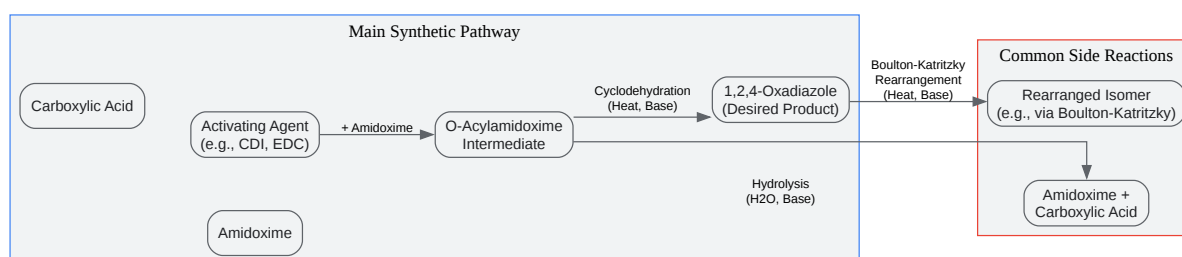 Main Synthetic Pathway
Carboxylic Acid
Activating Agent
(e.g., CDI, EDC)
+ Amidoxime
O-Acylamidoxime
Intermediate
Cyclodehydration
(Heat, Base)
1,2,4-Oxadiazole
(Desired Product)
Hydrolysis
(H2O, Base)
Amidoxime
Boulton-Katritzky
Rearrangement
(Heat, Base)
Common Side Reactions
Rearranged Isomer
(e.g., via Boulton-Katritzky)
Amidoxime +
Carboxylic Acid